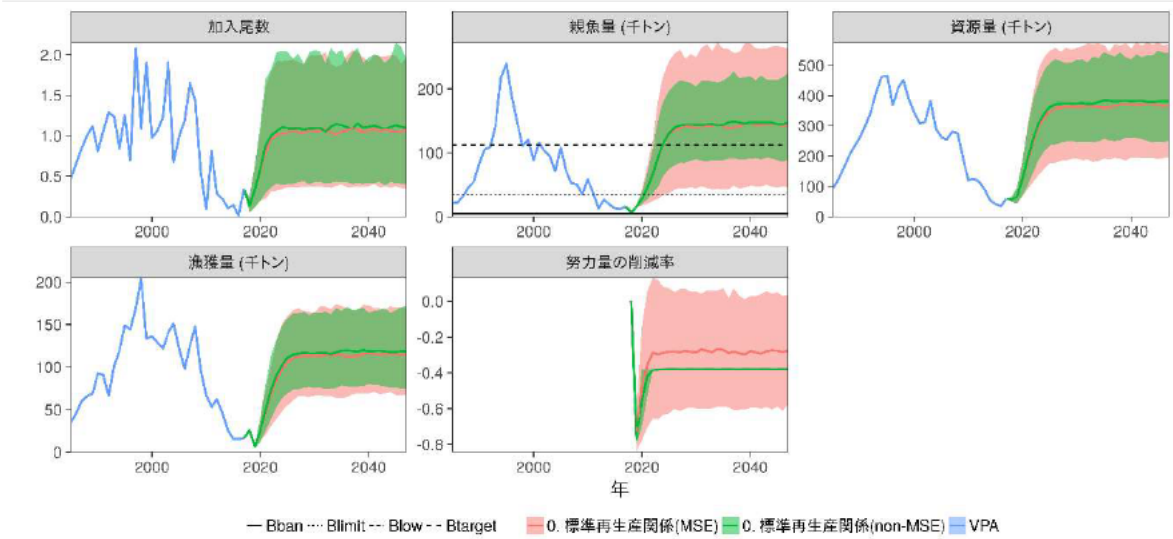 加入尾数
親魚量 (千トン)
資源量 (千トン)
2.0
1.5
1.0
0.5
0.0
2000 2020 2040
200
100
0
2000 2020 2040
500
400
300
200
100
0
2000 2020 2040
漁獲量 (千トン)
努力量の削減率
200
150
100
50
0
2000 2020 2040
0.0
-0.2
-0.4
-0.6
-0.8
2000 2020 2040
年
Bban Blimit Blow Btarget 0. 標準再生産関係(MSE) 0. 標準再生産関係(non-MSE) VPA